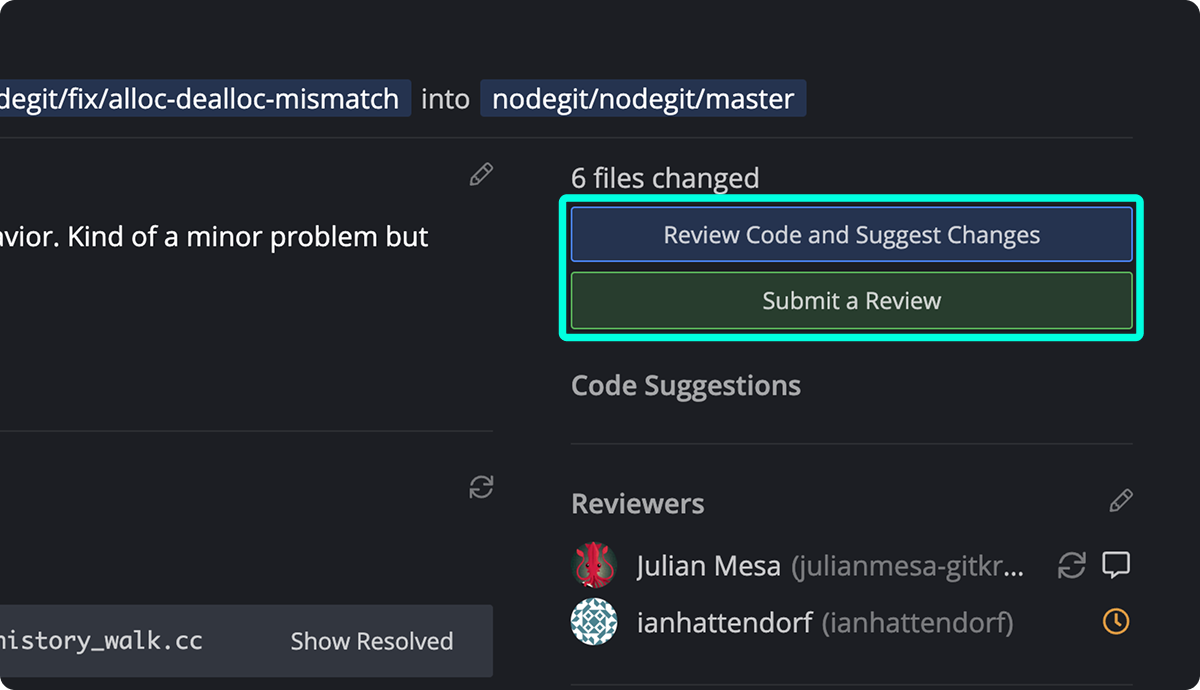 degit/fix/alloc-dealloc-mismatch into nodegit/nodegit/master
6 files changed
avior. Kind of a minor problem but
Review Code and Suggest Changes
Submit a Review
Code Suggestions
Reviewers
Julian Mesa (julianmesa-gitkr...
ianhattendorf (ianhattendorf)
history_walk.cc Show Resolved